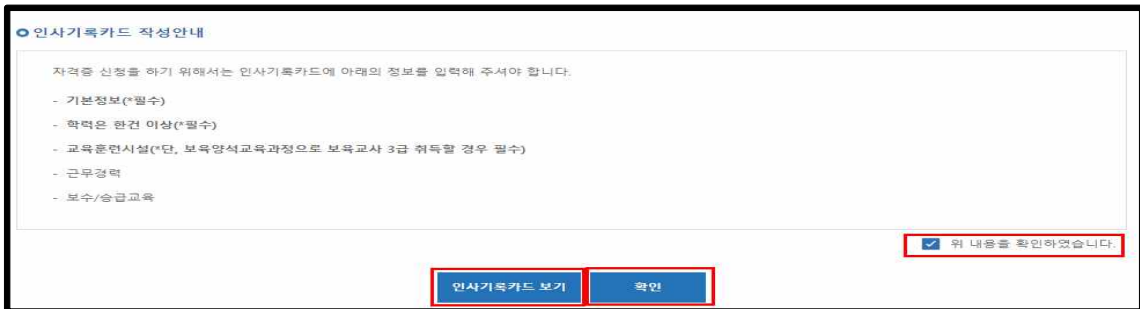 인사기록카드 작성안내
자격증 신청을 하기 위해서는 인사기록카드에 아래의 정보를 입력해 주셔야 합니다.
- 기본정보(*필수)
- 학력은 한건 이상(*필수)
- 교육훈련시설(*단, 보육양석교육과정으로 보육교사 3급 취득할 경우 필수)
- 근무경력
- 보수/승급교육
위 내용을 확인하였습니다.
인사기록카드 보기 확인